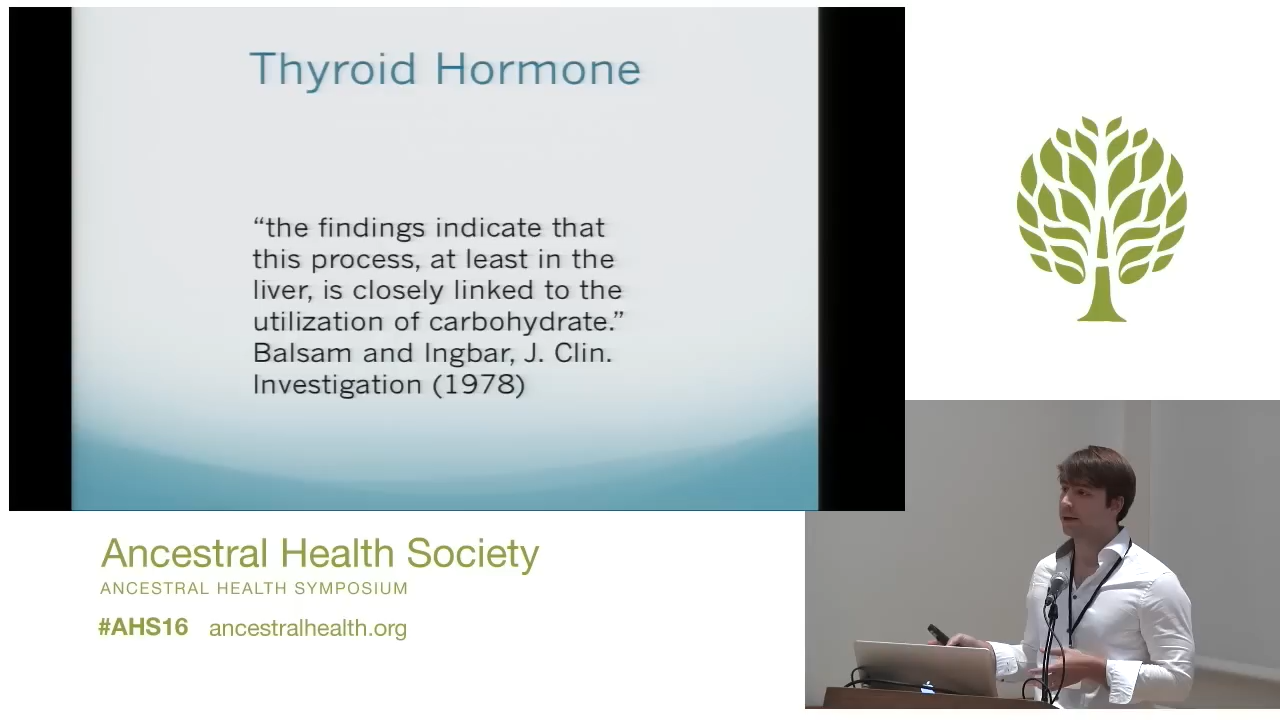 Thyroid Hormone
“the findings indicate that
this process, at least in the
liver, is closely linked to the
utilization of carbohydrate.”
Balsam and Ingbar, J. Clin.
Investigation (1978)
Ancestral Health Society
ANCESTRAL HEALTH SYMPOSIUM
#AHS16 ancestralhealth.org